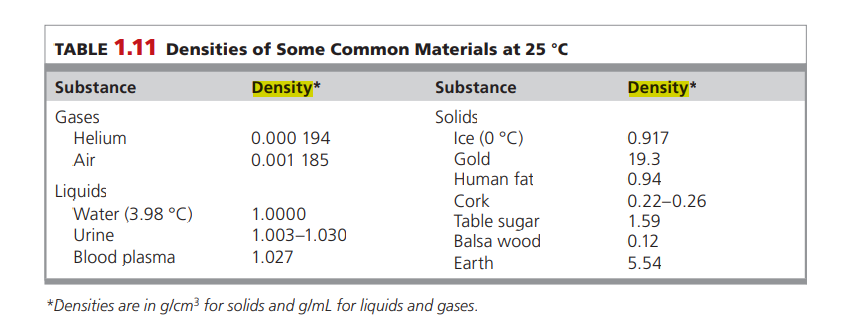 TABLE 1.11 Densities of Some Common Materials at 25 °C
Substance Density* Substance Density*
Gases Solids
Helium 0.000 194 Ice (0 °C) 0.917
Air 0.001 185 Gold 19.3
Human fat 0.94
Liquids
Cork 0.22–0.26
Water (3.98 °C) 1.0000 Table sugar 1.59
Urine 1.003–1.030 Balsa wood 0.12
Blood plasma 1.027 Earth 5.54
*Densities are in g/cm³ for solids and g/mL for liquids and gases.